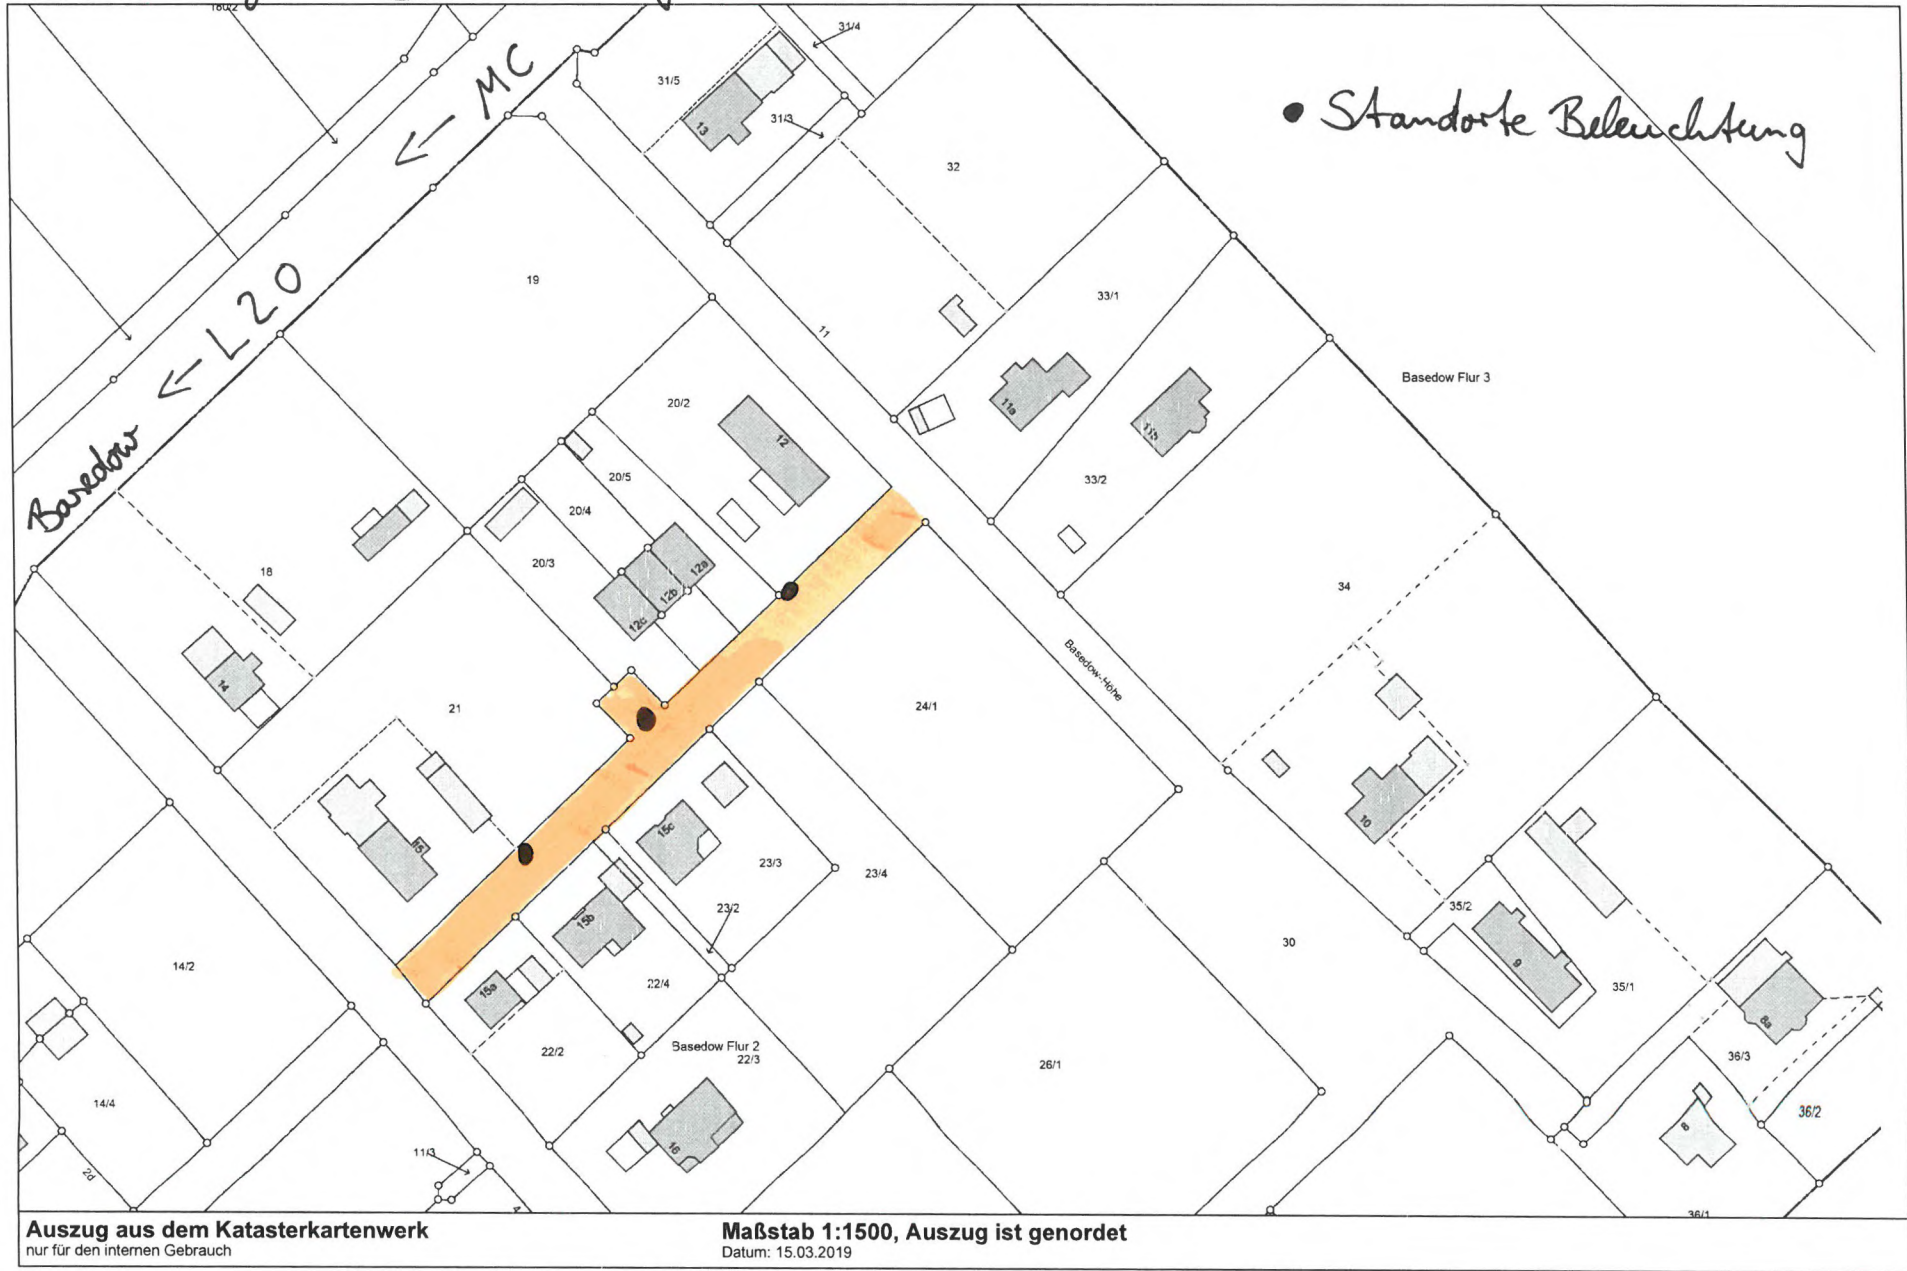 180/2
31/4
← MC
31/5
13
31/3
32
● Standorte Beleuchtung
19
← L 20
11
33/1
Basedow Flur 3
11a
11b
20/2
12
33/2
Basedow
20/5
20/4
20/3
12a
12b
12c
18
34
14
Basedow-Höhe
21
24/1
10
15
15c
23/3
23/4
35/2
23/2
15b
30
9
14/2
15a
22/4
35/1
8a
22/2
Basedow Flur 2
22/3
26/1
36/3
14/4
36/2
8
16
11/3
2d
4
36/1
Auszug aus dem Katasterkartenwerk
nur für den internen Gebrauch
Maßstab 1:1500, Auszug ist genordet
Datum: 15.03.2019